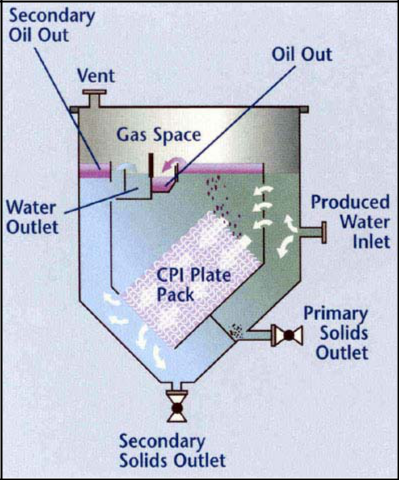 Secondary
Oil Out
Oil Out
Vent
Gas Space
Water
Outlet
Produced
Water
Inlet
CPI Plate
Pack
Primary
Solids
Outlet
Secondary
Solids Outlet